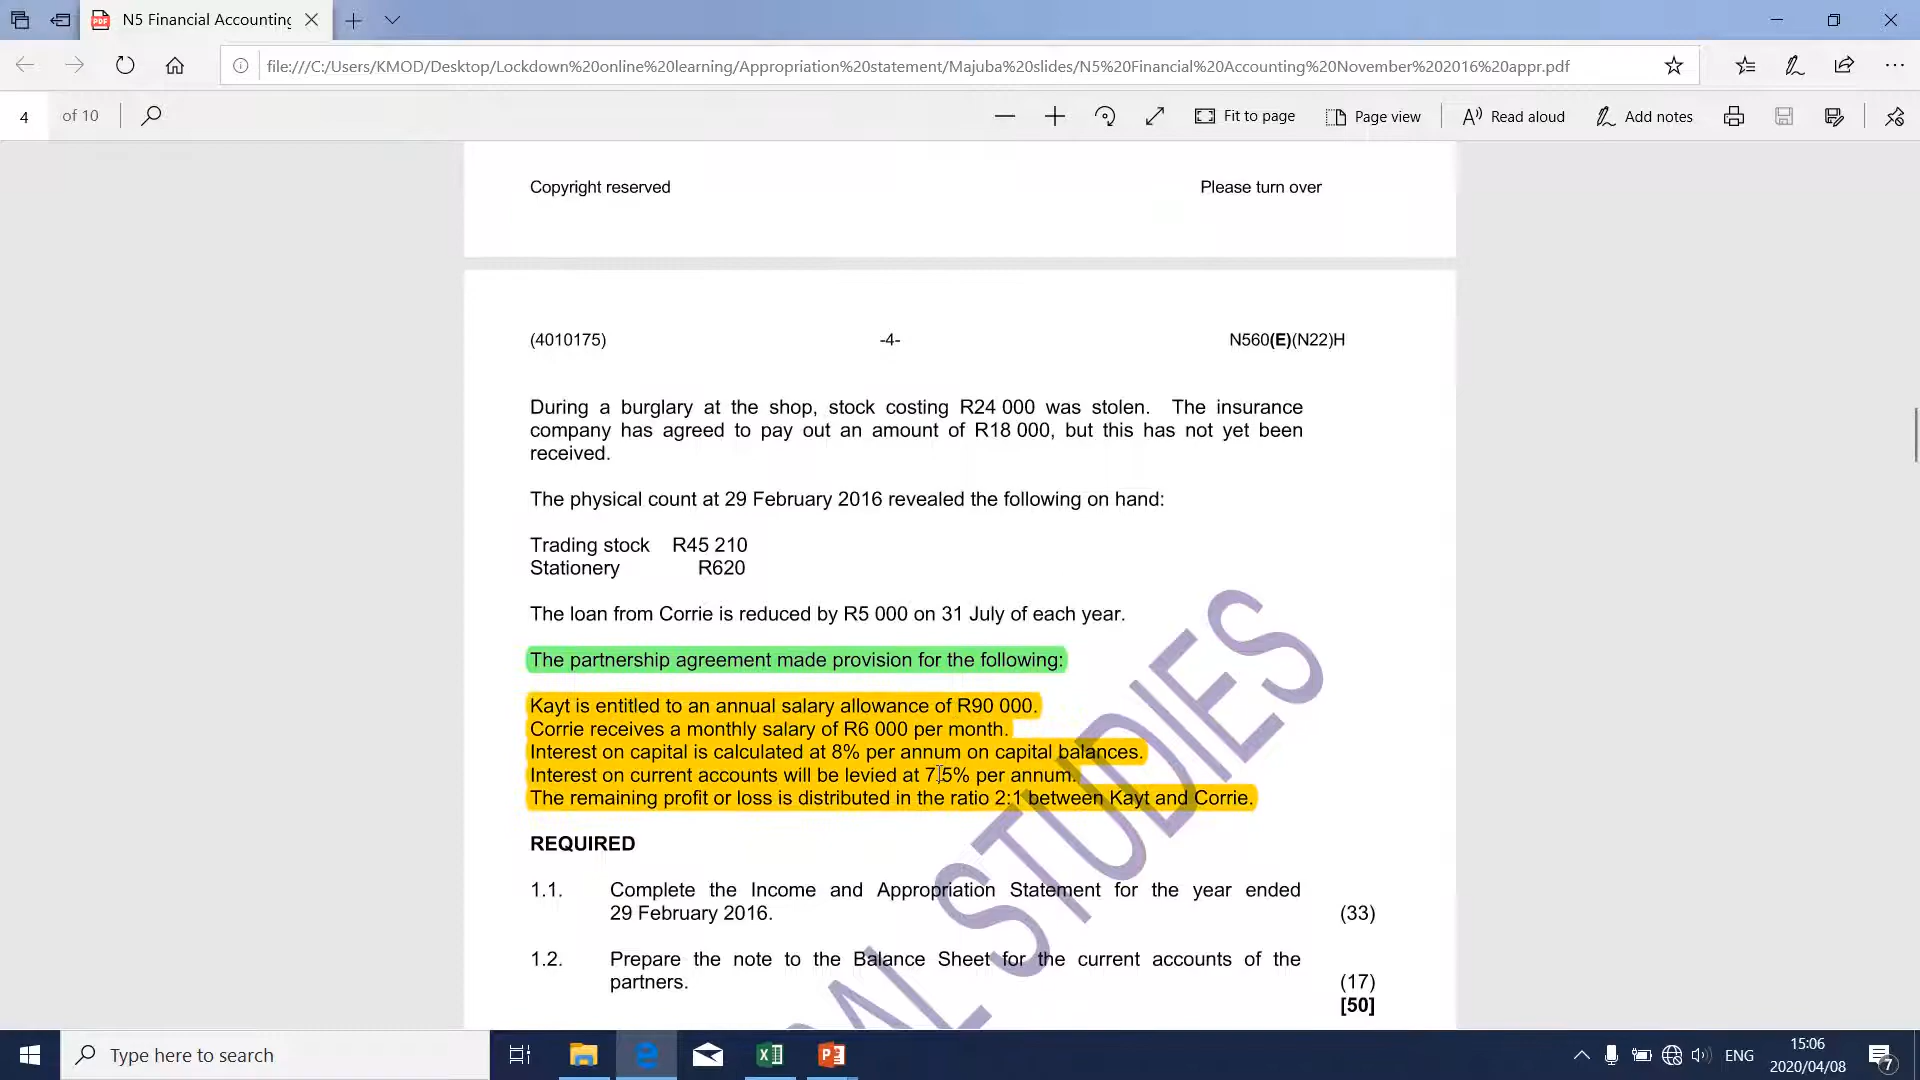 N5 Financial Accounting
file:///C:/Users/KMOD/Desktop/Lockdown%20online%20learning/Appropriation%20statement/Majuba%20slides/N5%20Financial%20Accounting%20November%202016%20appr.pdf
4 of 10
Fit to page
Page view
Read aloud
Add notes
Copyright reserved Please turn over
(4010175) -4- N560(E)(N22)H
During a burglary at the shop, stock costing R24 000 was stolen. The insurance
company has agreed to pay out an amount of R18 000, but this has not yet been
received.
The physical count at 29 February 2016 revealed the following on hand:
Trading stock R45 210
Stationery R620
The loan from Corrie is reduced by R5 000 on 31 July of each year.
The partnership agreement made provision for the following:
Kayt is entitled to an annual salary allowance of R90 000.
Corrie receives a monthly salary of R6 000 per month.
Interest on capital is calculated at 8% per annum on capital balances.
Interest on current accounts will be levied at 7.5% per annum.
The remaining profit or loss is distributed in the ratio 2:1 between Kayt and Corrie.
REQUIRED
1.1. Complete the Income and Appropriation Statement for the year ended
29 February 2016. (33)
1.2. Prepare the note to the Balance Sheet for the current accounts of the
partners. (17)
[50]
AL STUDIES
Type here to search
ENG
15:06
2020/04/08
7